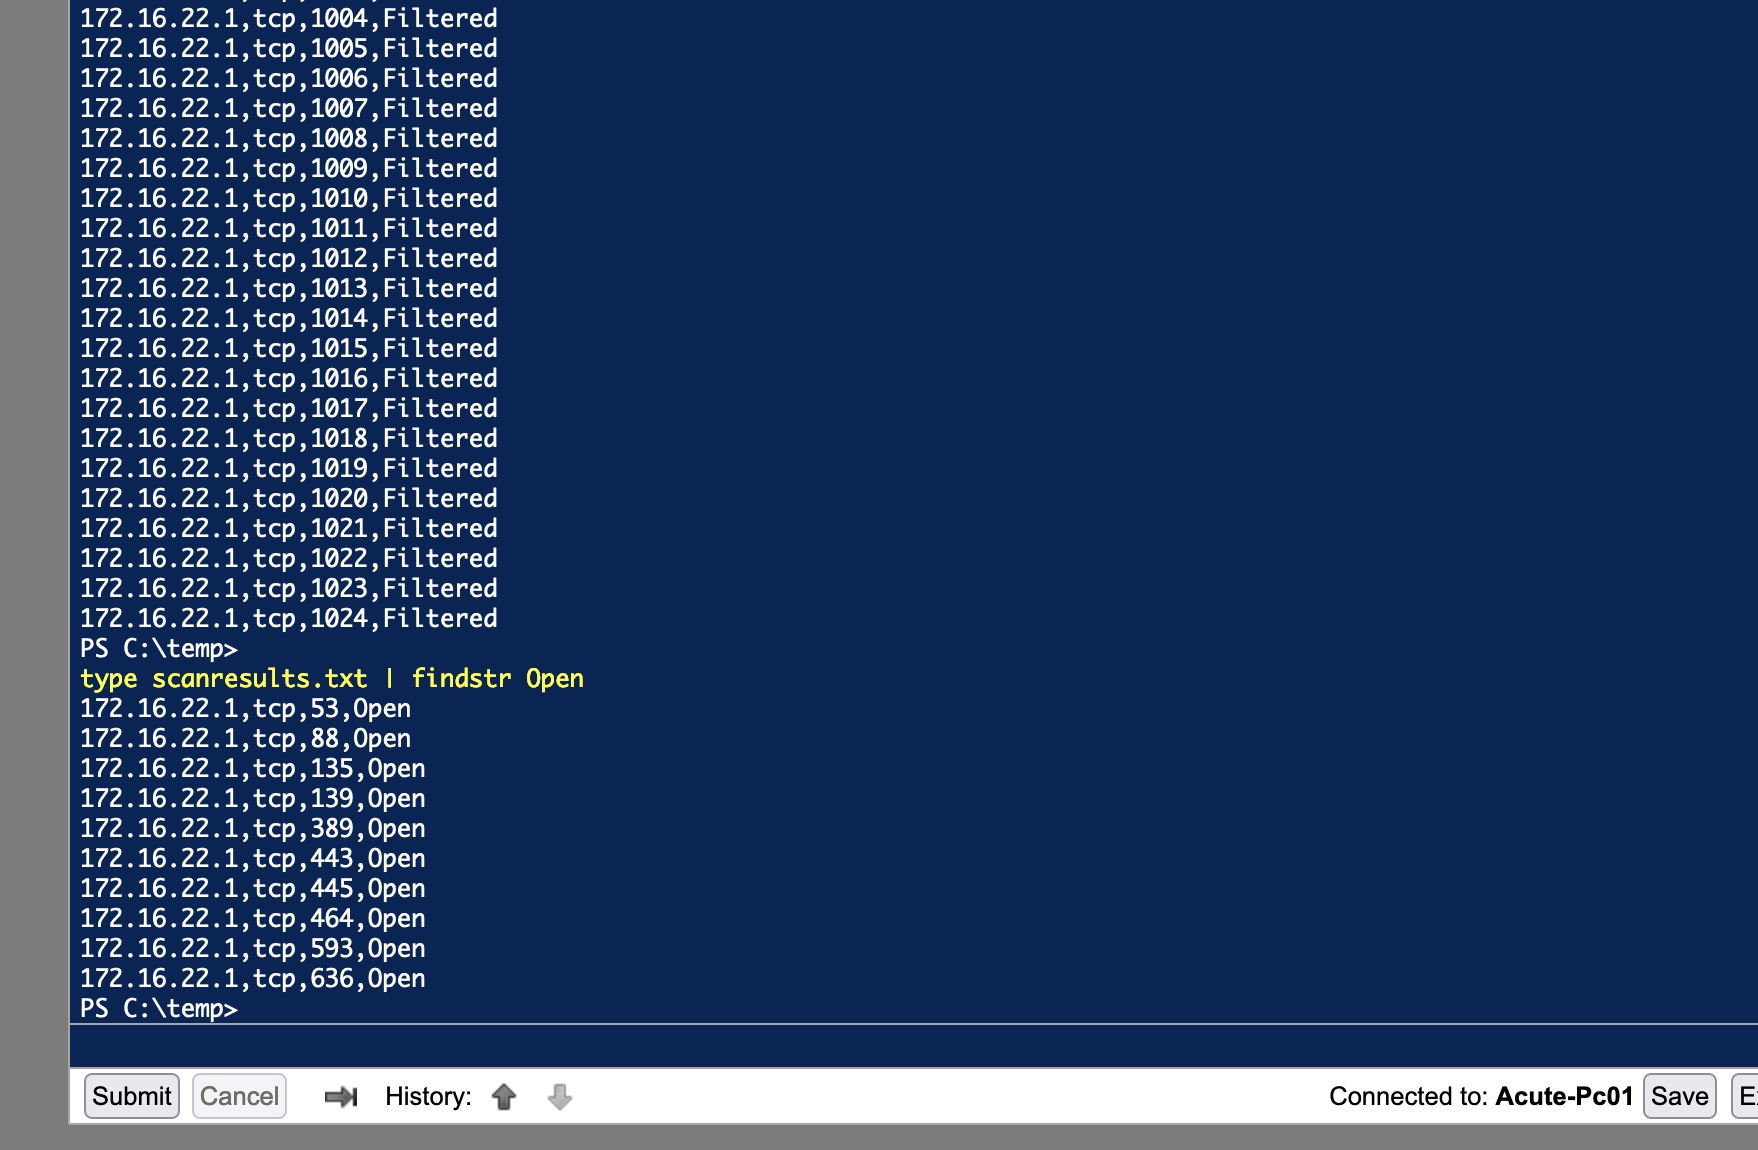 172.16.22.1,tcp,1004,Filtered
172.16.22.1,tcp,1005,Filtered
172.16.22.1,tcp,1006,Filtered
172.16.22.1,tcp,1007,Filtered
172.16.22.1,tcp,1008,Filtered
172.16.22.1,tcp,1009,Filtered
172.16.22.1,tcp,1010,Filtered
172.16.22.1,tcp,1011,Filtered
172.16.22.1,tcp,1012,Filtered
172.16.22.1,tcp,1013,Filtered
172.16.22.1,tcp,1014,Filtered
172.16.22.1,tcp,1015,Filtered
172.16.22.1,tcp,1016,Filtered
172.16.22.1,tcp,1017,Filtered
172.16.22.1,tcp,1018,Filtered
172.16.22.1,tcp,1019,Filtered
172.16.22.1,tcp,1020,Filtered
172.16.22.1,tcp,1021,Filtered
172.16.22.1,tcp,1022,Filtered
172.16.22.1,tcp,1023,Filtered
172.16.22.1,tcp,1024,Filtered
PS C:\temp>
type scanresults.txt | findstr Open
172.16.22.1,tcp,53,Open
172.16.22.1,tcp,88,Open
172.16.22.1,tcp,135,Open
172.16.22.1,tcp,139,Open
172.16.22.1,tcp,389,Open
172.16.22.1,tcp,443,Open
172.16.22.1,tcp,445,Open
172.16.22.1,tcp,464,Open
172.16.22.1,tcp,593,Open
172.16.22.1,tcp,636,Open
PS C:\temp>
Submit Cancel History: Connected to: Acute-Pc01 Save